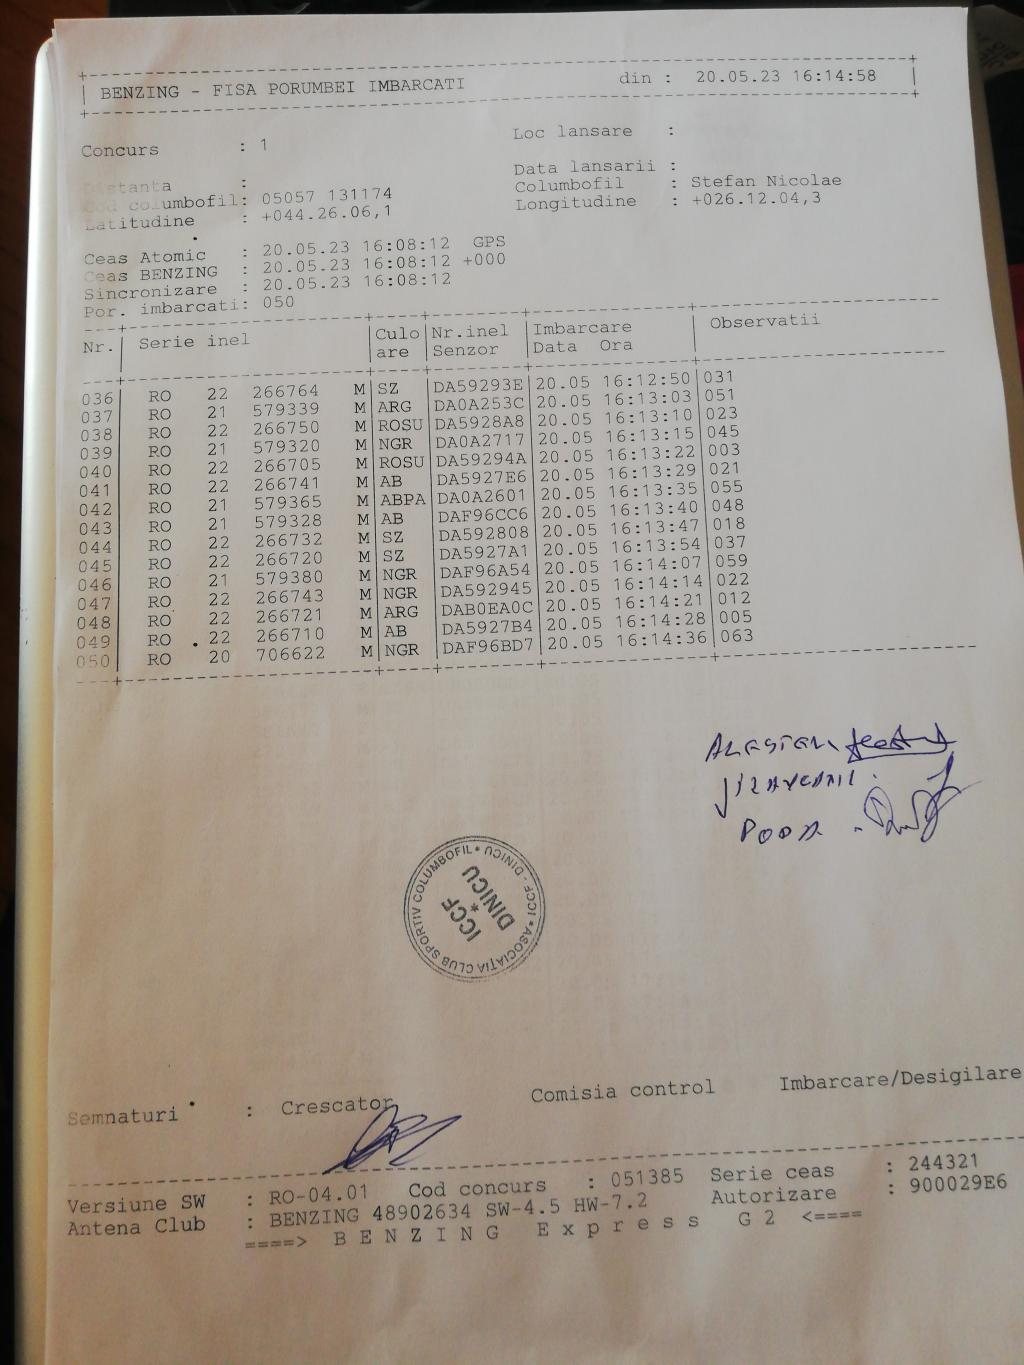 BENZING - FISA PORUMBEI IMBARCATI din : 20.05.23 16:14:58
Concurs : 1 Loc lansare :
Distanta : Data lansarii :
Cod columbofil: 05057 131174 Columbofil : Stefan Nicolae
Latitudine : +044.26.06,1 Longitudine : +026.12.04,3
Ceas Atomic : 20.05.23 16:08:12 GPS
Ceas BENZING : 20.05.23 16:08:12 +000
Sincronizare : 20.05.23 16:08:12
Por. imbarcati: 050
Nr. Serie inel Culo Nr.inel Imbarcare Observatii
are Senzor Data Ora
036 RO 22 266764 M SZ DA59293E 20.05 16:12:50 031
037 RO 21 579339 M ARG DA0A253C 20.05 16:13:03 051
038 RO 22 266750 M ROSU DA5928A8 20.05 16:13:10 023
039 RO 21 579320 M NGR DA0A2717 20.05 16:13:15 045
040 RO 22 266705 M ROSU DA59294A 20.05 16:13:22 003
041 RO 22 266741 M AB DA5927E6 20.05 16:13:29 021
042 RO 21 579365 M ABPA DA0A2601 20.05 16:13:35 055
043 RO 21 579328 M AB DAF96CC6 20.05 16:13:40 048
044 RO 22 266732 M SZ DA592808 20.05 16:13:47 018
045 RO 22 266720 M SZ DA5927A1 20.05 16:13:54 037
046 RO 21 579380 M NGR DAF96A54 20.05 16:14:07 059
047 RO 22 266743 M NGR DA592945 20.05 16:14:14 022
048 RO 22 266721 M ARG DAB0EA0C 20.05 16:14:21 012
049 RO 22 266710 M AB DA5927B4 20.05 16:14:28 005
050 RO 20 706622 M NGR DAF96BD7 20.05 16:14:36 063
ASOCIAȚIA CLUB SPORTIV COLUMBOFIL * DINICU - ICCF *
ICCF
*
DINICU
Semnaturi : Crescator Comisia control Imbarcare/Desigilare
Versiune SW : RO-04.01 Cod concurs : 051385 Serie ceas : 244321
Antena Club : BENZING 48902634 SW-4.5 HW-7.2 Autorizare : 900029E6
====> BENZING Express G2 <====